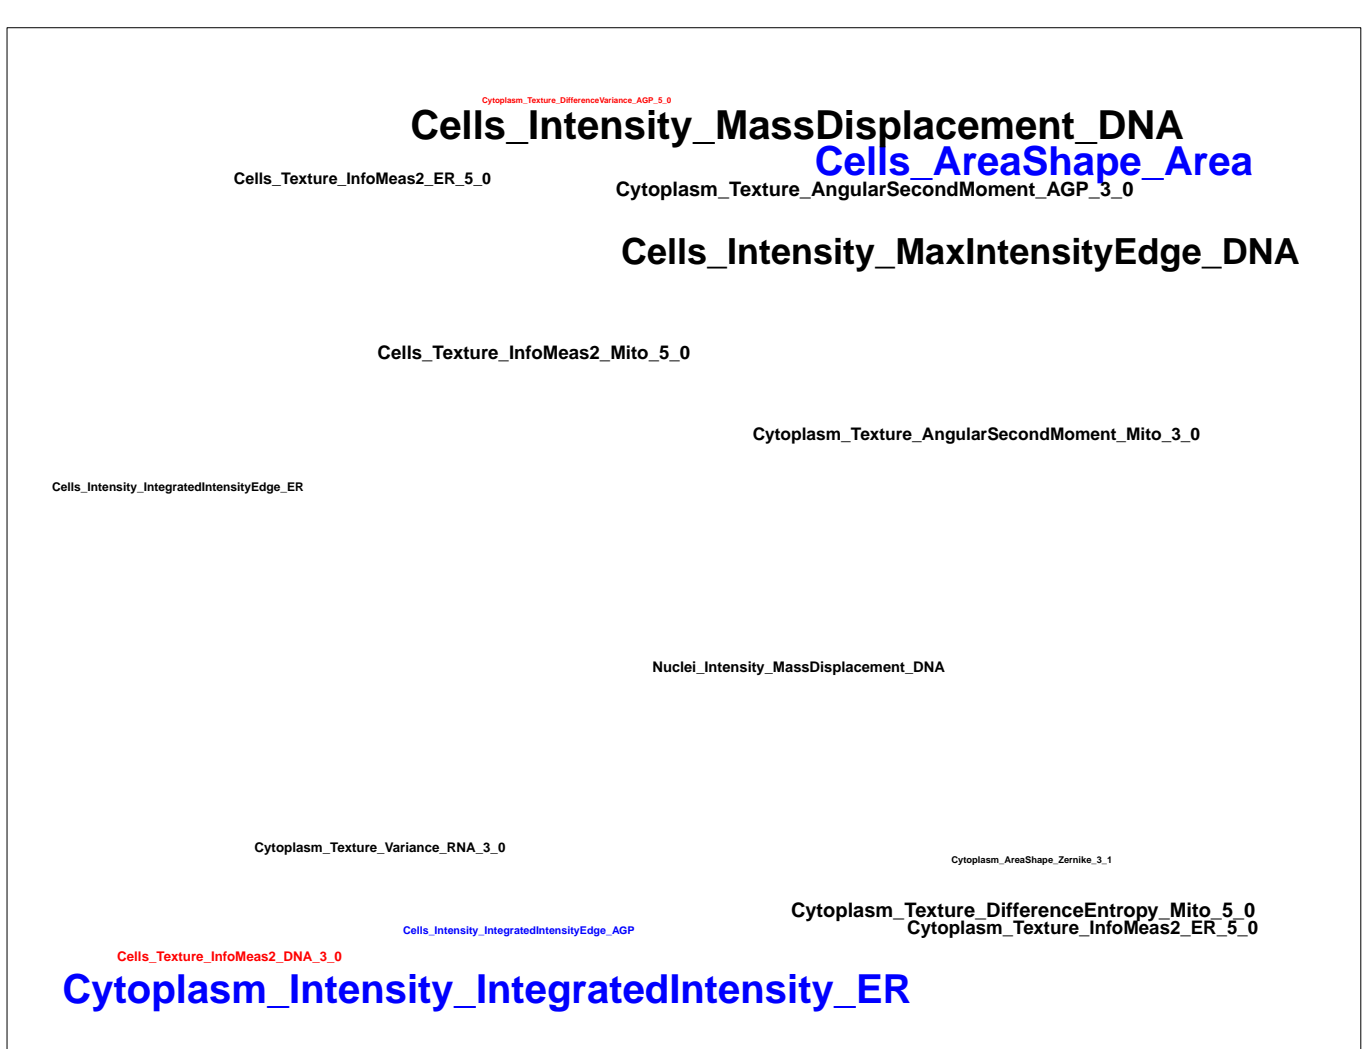 Cytoplasm_Texture_DifferenceVariance_AGP_5_0
Cells_Intensity_MassDisplacement_DNA
Cells_AreaShape_Area
Cells_Texture_InfoMeas2_ER_5_0
Cytoplasm_Texture_AngularSecondMoment_AGP_3_0
Cells_Intensity_MaxIntensityEdge_DNA
Cells_Texture_InfoMeas2_Mito_5_0
Cytoplasm_Texture_AngularSecondMoment_Mito_3_0
Cells_Intensity_IntegratedIntensityEdge_ER
Nuclei_Intensity_MassDisplacement_DNA
Cytoplasm_Texture_Variance_RNA_3_0
Cytoplasm_AreaShape_Zernike_3_1
Cytoplasm_Texture_DifferenceEntropy_Mito_5_0
Cytoplasm_Texture_InfoMeas2_ER_5_0
Cells_Intensity_IntegratedIntensityEdge_AGP
Cells_Texture_InfoMeas2_DNA_3_0
Cytoplasm_Intensity_IntegratedIntensity_ER